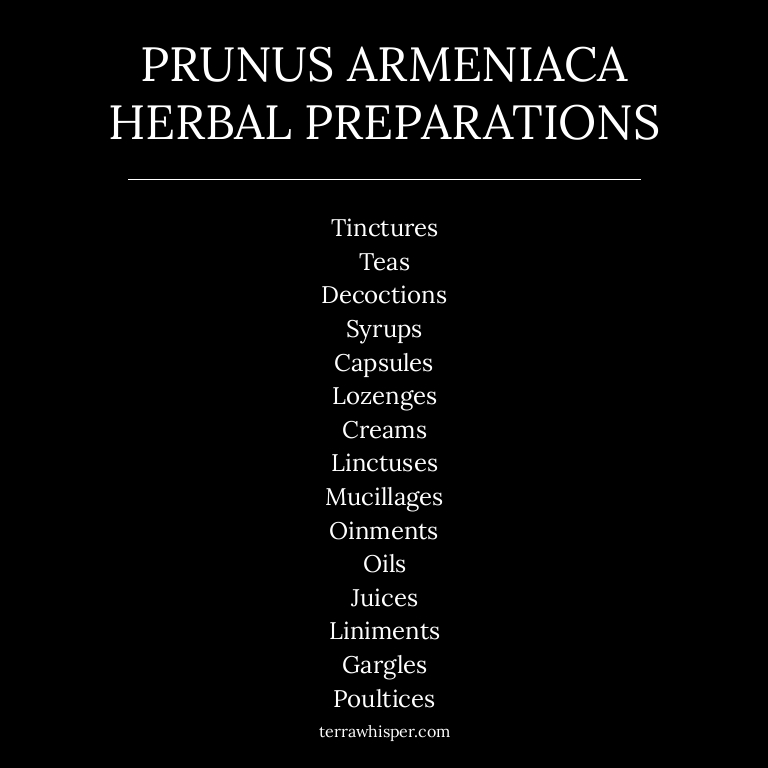 PRUNUS ARMENIACA
HERBAL PREPARATIONS
Tinctures
Teas
Decoctions
Syrups
Capsules
Lozenges
Creams
Linctuses
Mucillages
Oinments
Oils
Juices
Liniments
Gargles
Poultices
terrawhisper.com